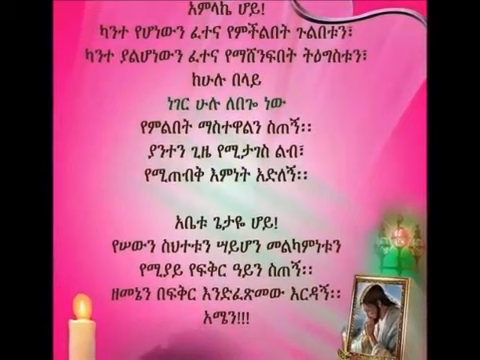 አምላኬ ሆይ!
ካንተ የሆነውን ፈተና የምችልበት ጉልበቱን፣
ካንተ ያልሆነውን ፈተና የማሸንፍበት ትዕግስቱን፣
ከሁሉ በላይ
ነገር ሁሉ ለበጐ ነው
የምልበት ማስተዋልን ስጠኝ፡፡
ያንተን ጊዜ የሚታገስ ልብ፣
የሚጠብቅ እምነት አድለኝ፡፡
አቤቱ ጌታዬ ሆይ!
የሠውን ስህተቱን ሣይሆን መልካምነቱን
የሚያይ የፍቅር ዓይን ስጠኝ፡፡
ዘመኔን በፍቅር እንድፈጽመው እርዳኝ፡፡
አሜን!!!